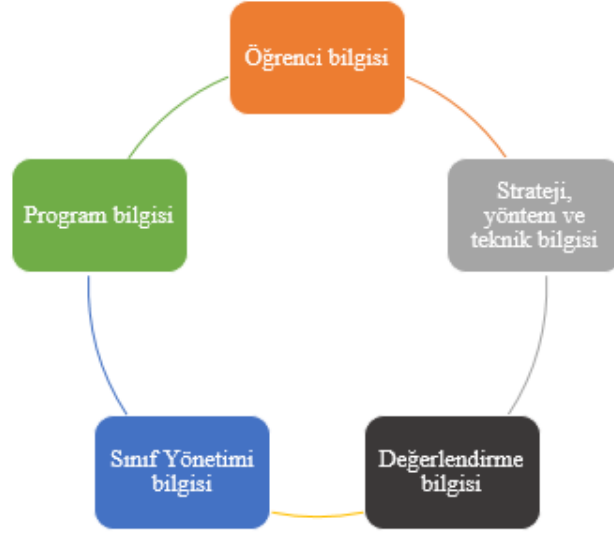 Öğrenci bilgisi
Strateji,
yöntem ve
teknik bilgisi
Değerlendirme
bilgisi
Sınıf Yönetimi
bilgisi
Program bilgisi